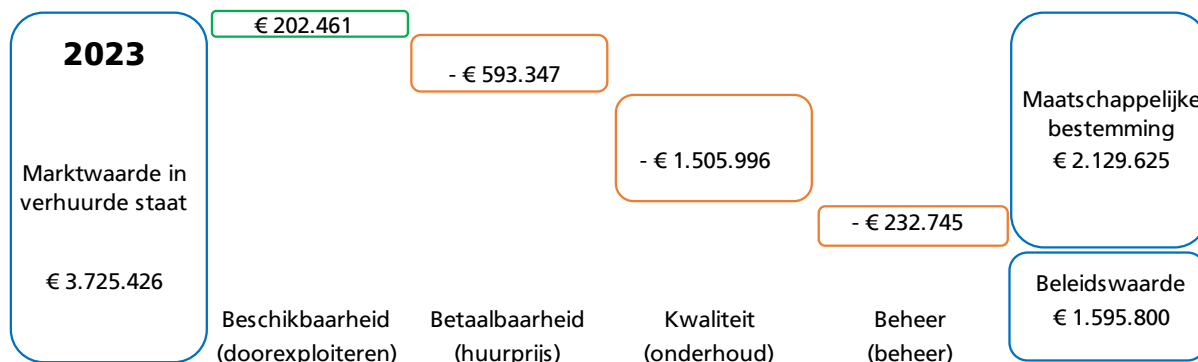 2023
Marktwaarde in
verhuurde staat
€ 3.725.426
€ 202.461
Beschikbaarheid
(doorexploiteren)
- € 593.347
Betaalbaarheid
(huurprijs)
- € 1.505.996
Kwaliteit
(onderhoud)
- € 232.745
Beheer
(beheer)
Maatschappelijke
bestemming
€ 2.129.625
Beleidswaarde
€ 1.595.800